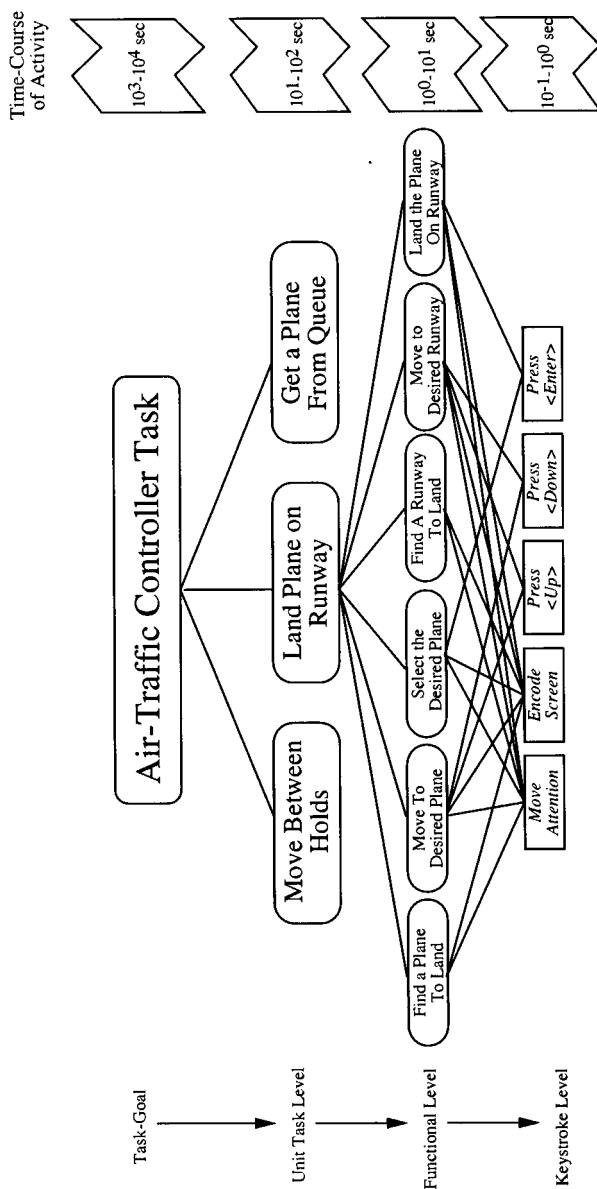 Time-Course
of Activity
Task-Goal
Air-Traffic Controller Task
10³-10⁴ sec
Unit Task Level
Move Between
Holds
Land Plane on
Runway
Get a Plane
From Queue
10¹-10² sec
Functional Level
Find a Plane
To Land
Move To
Desired Plane
Select the
Desired Plane
Find A Runway
To Land
Move to
Desired Runway
Land the Plane
On Runway
10⁰-10¹ sec
Keystroke Level
Move
Attention
Encode
Screen
Press
<Up>
Press
<Down>
Press
<Enter>
10⁻¹-10⁰ sec